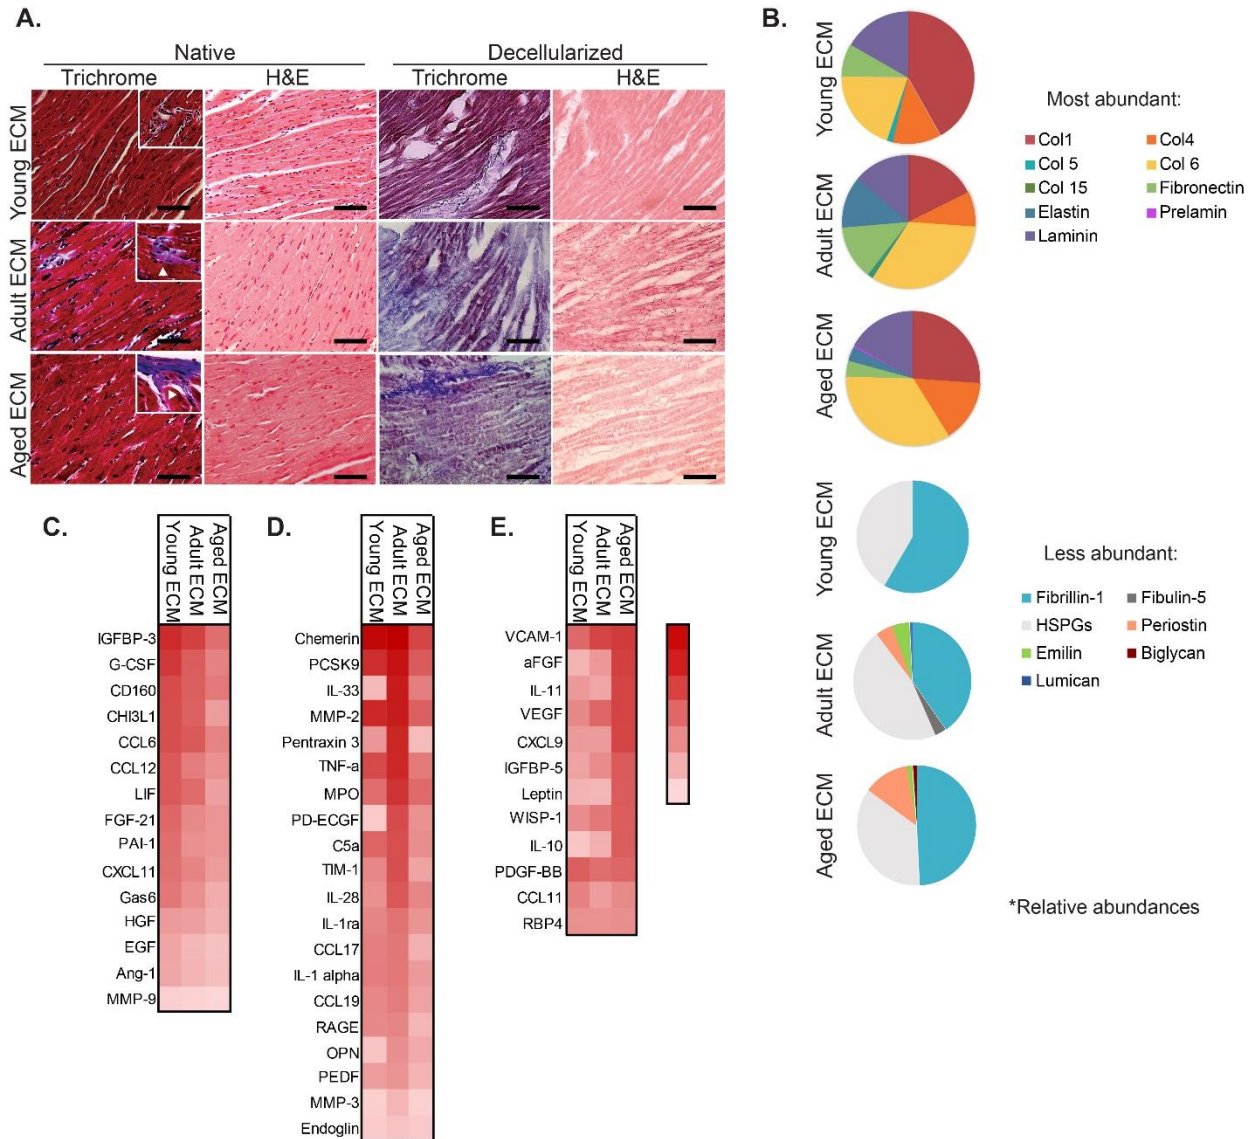 A.
Native
Decellularized
Trichrome
H&E
Trichrome
H&E
Young ECM
Adult ECM
Aged ECM
B.
Young ECM
Adult ECM
Aged ECM
Most abundant:
Col1
Col4
Col 5
Col 6
Col 15
Fibronectin
Elastin
Prelamin
Laminin
Young ECM
Adult ECM
Aged ECM
Less abundant:
Fibrillin-1
Fibulin-5
HSPGs
Periostin
Emilin
Biglycan
Lumican
*Relative abundances
C.
Young ECM
Adult ECM
Aged ECM
IGFBP-3
G-CSF
CD160
CHI3L1
CCL6
CCL12
LIF
FGF-21
PAI-1
CXCL11
Gas6
HGF
EGF
Ang-1
MMP-9
D.
Young ECM
Adult ECM
Aged ECM
Chemerin
PCSK9
IL-33
MMP-2
Pentraxin 3
TNF-a
MPO
PD-ECGF
C5a
TIM-1
IL-28
IL-1ra
CCL17
IL-1 alpha
CCL19
RAGE
OPN
PEDF
MMP-3
Endoglin
E.
Young ECM
Adult ECM
Aged ECM
VCAM-1
aFGF
IL-11
VEGF
CXCL9
IGFBP-5
Leptin
WISP-1
IL-10
PDGF-BB
CCL11
RBP4